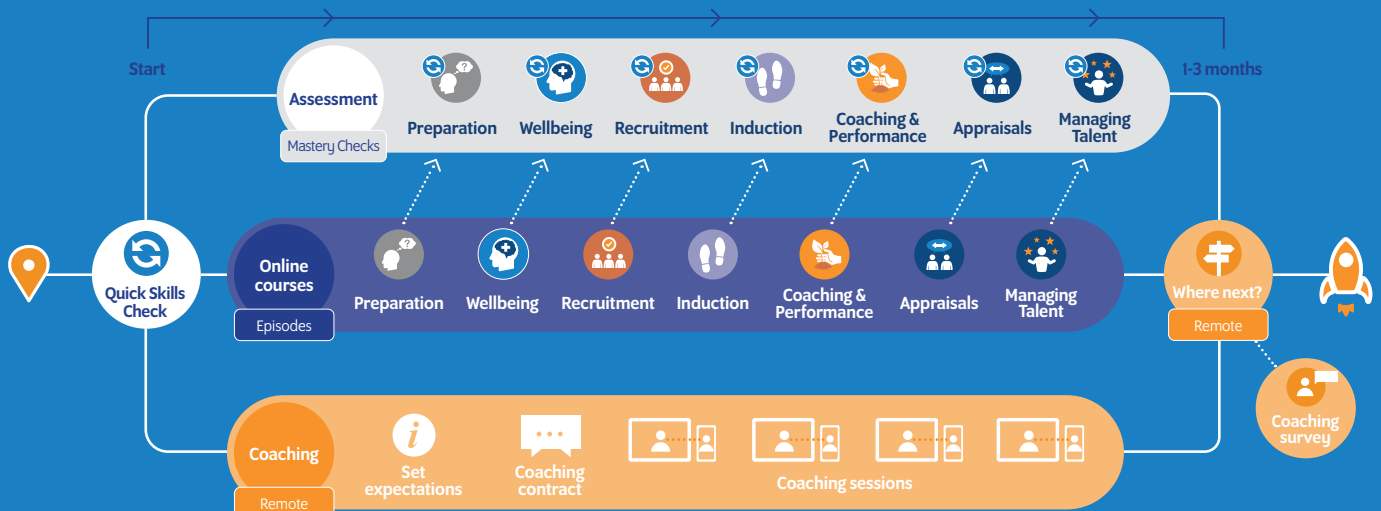 Start
1-3 months
Assessment
Mastery Checks
Preparation
Wellbeing
Recruitment
Induction
Coaching &
Performance
Appraisals
Managing
Talent
Quick Skills
Check
Online
courses
Episodes
Preparation
Wellbeing
Recruitment
Induction
Coaching &
Performance
Appraisals
Managing
Talent
Where next?
Remote
Coaching
survey
Coaching
Remote
i
Set
expectations
Coaching
contract
Coaching sessions